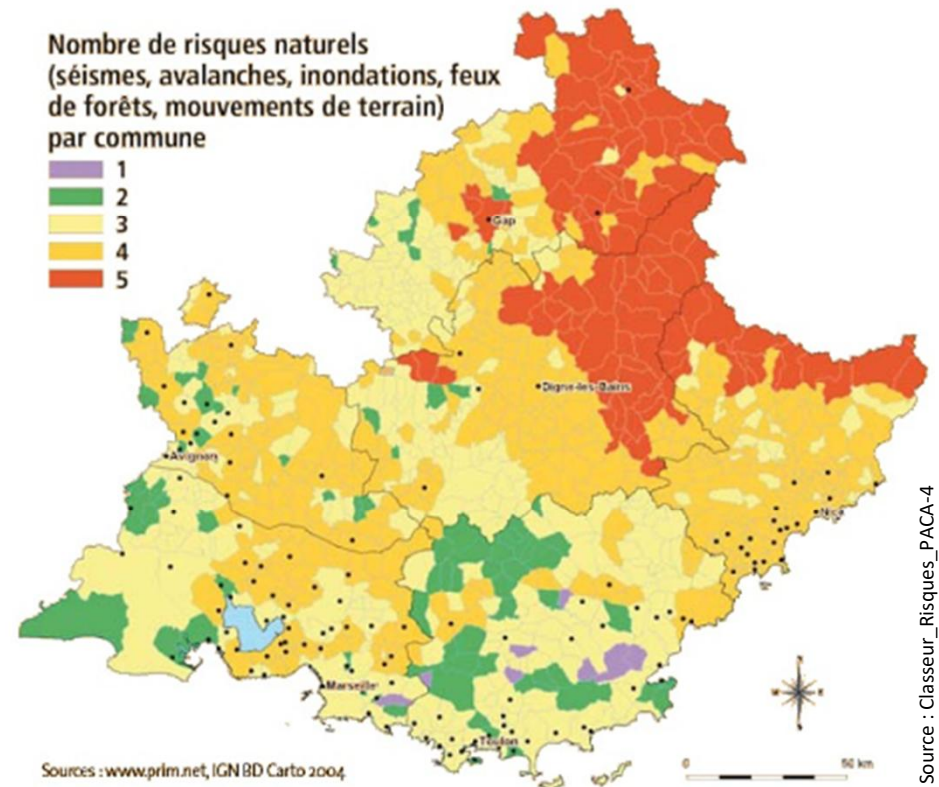 Nombre de risques naturels
(séismes, avalanches, inondations, feux
de forêts, mouvements de terrain)
par commune
1
2
3
4
5
Gap
Digne-les-Bains
Avignon
Nice
Marseille
Toulon
N
W
E
S
0
50 km
Sources : www.prim.net, IGN BD Carto 2004
Source : Classeur_Risques_PACA-4